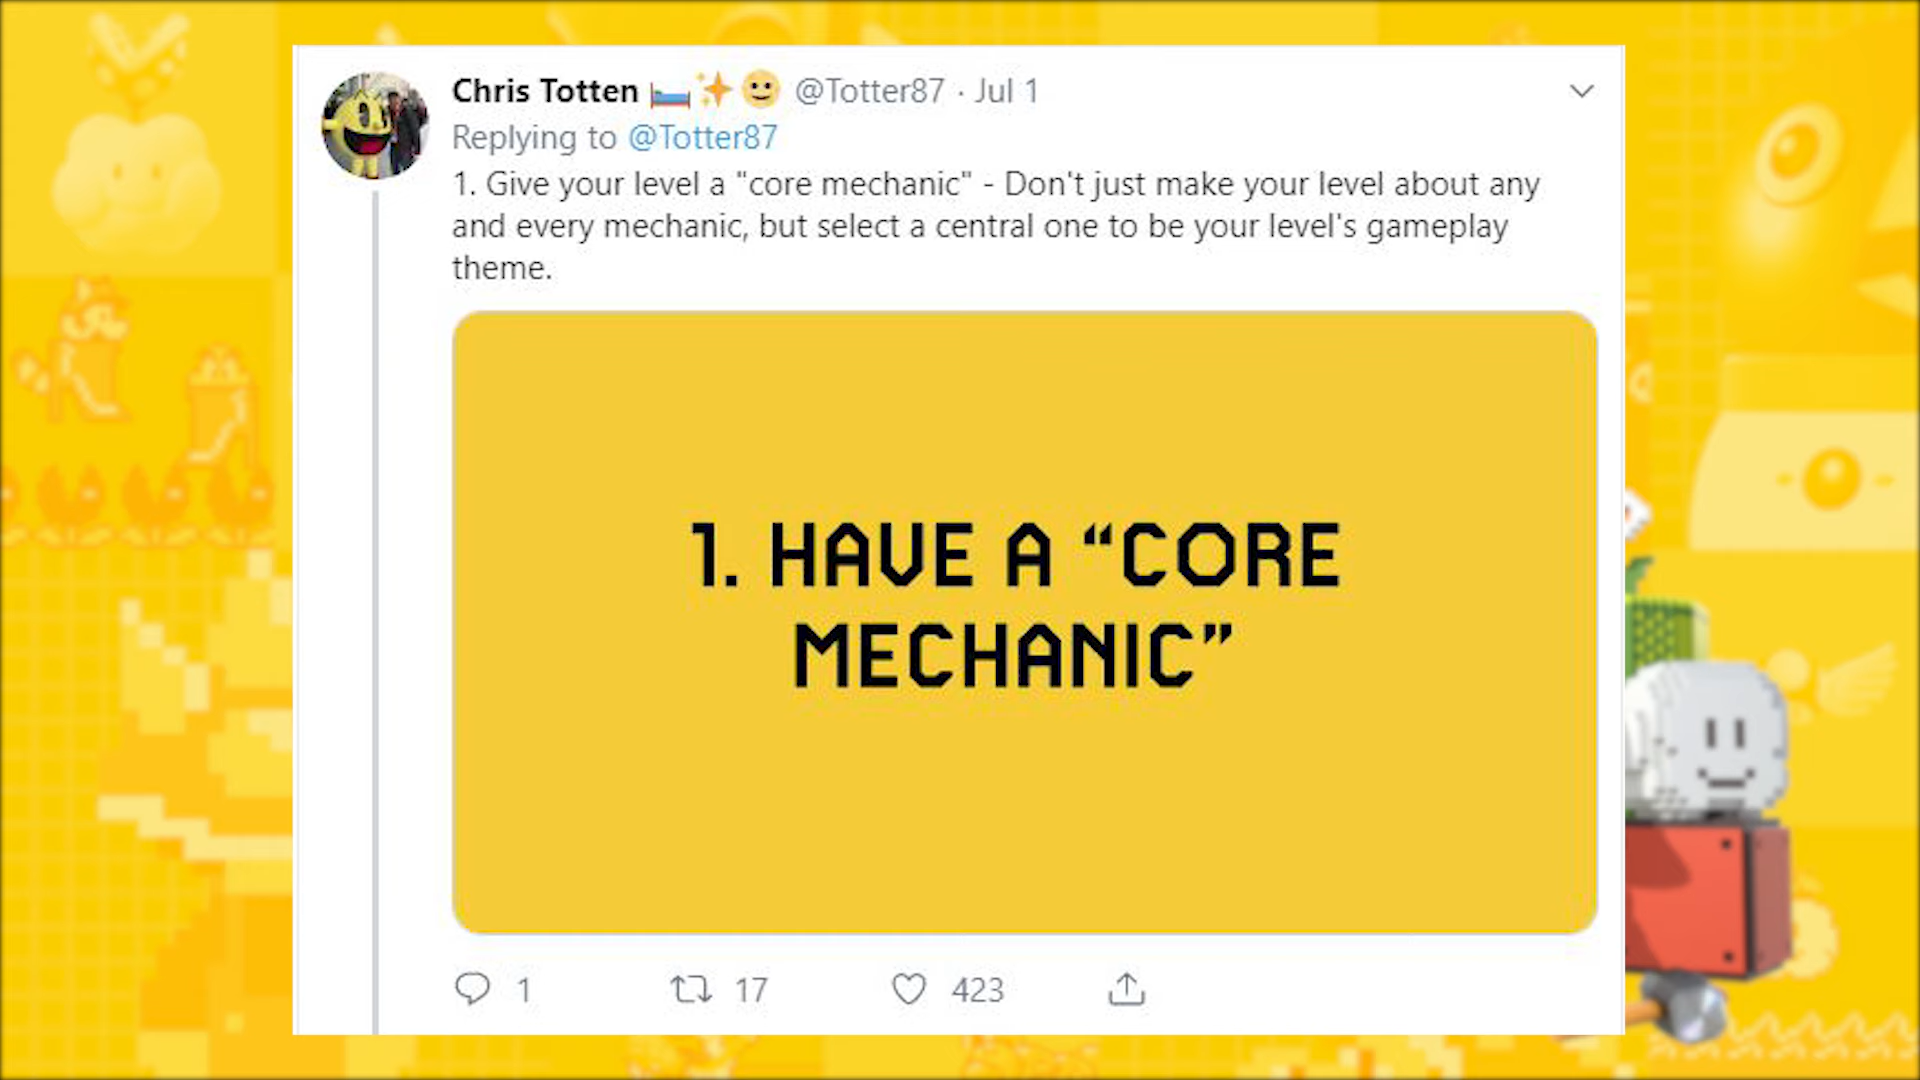 Chris Totten 🛏️✨🙂 @Totter87 · Jul 1
Replying to @Totter87
1. Give your level a "core mechanic" - Don't just make your level about any
and every mechanic, but select a central one to be your level's gameplay
theme.
1. HAVE A “CORE
MECHANIC”
1 17 423